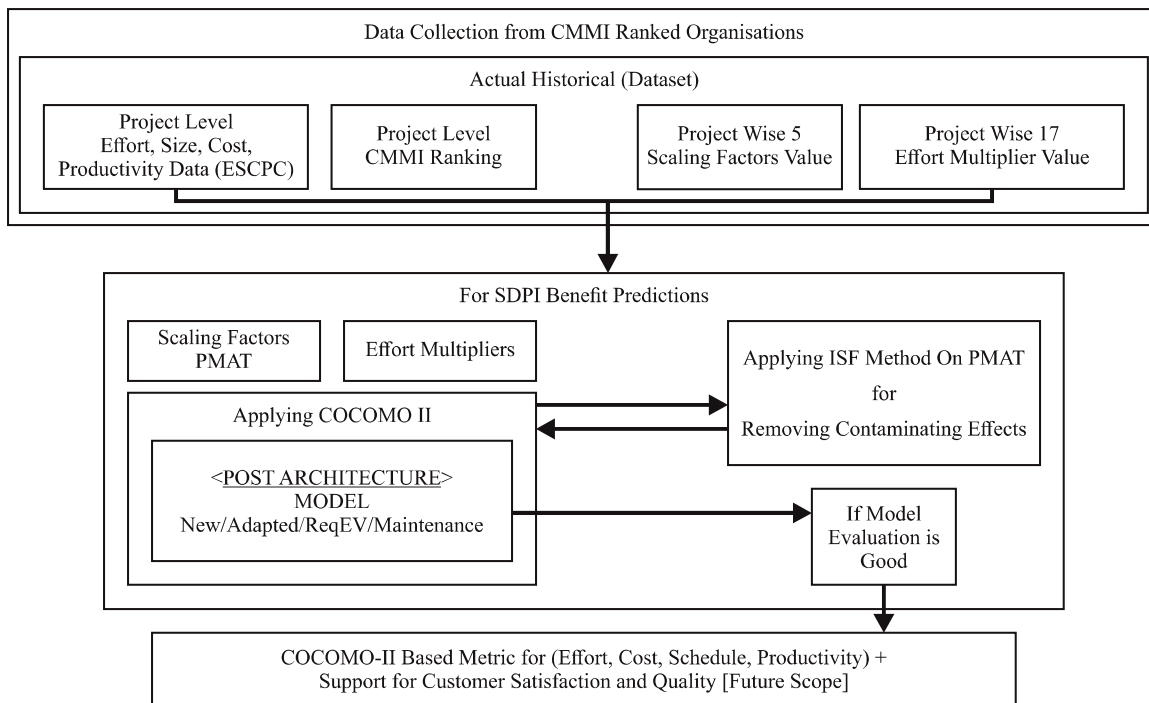 Data Collection from CMMI Ranked Organisations
Actual Historical (Dataset)
Project Level
Effort, Size, Cost,
Productivity Data (ESCPC)
Project Level
CMMI Ranking
Project Wise 5
Scaling Factors Value
Project Wise 17
Effort Multiplier Value
For SDPI Benefit Predictions
Scaling Factors
PMAT
Effort Multipliers
Applying ISF Method On PMAT
for
Removing Contaminating Effects
Applying COCOMO II
<POST ARCHITECTURE>
MODEL
New/Adapted/ReqEV/Maintenance
If Model
Evaluation is
Good
COCOMO-II Based Metric for (Effort, Cost, Schedule, Productivity) +
Support for Customer Satisfaction and Quality [Future Scope]